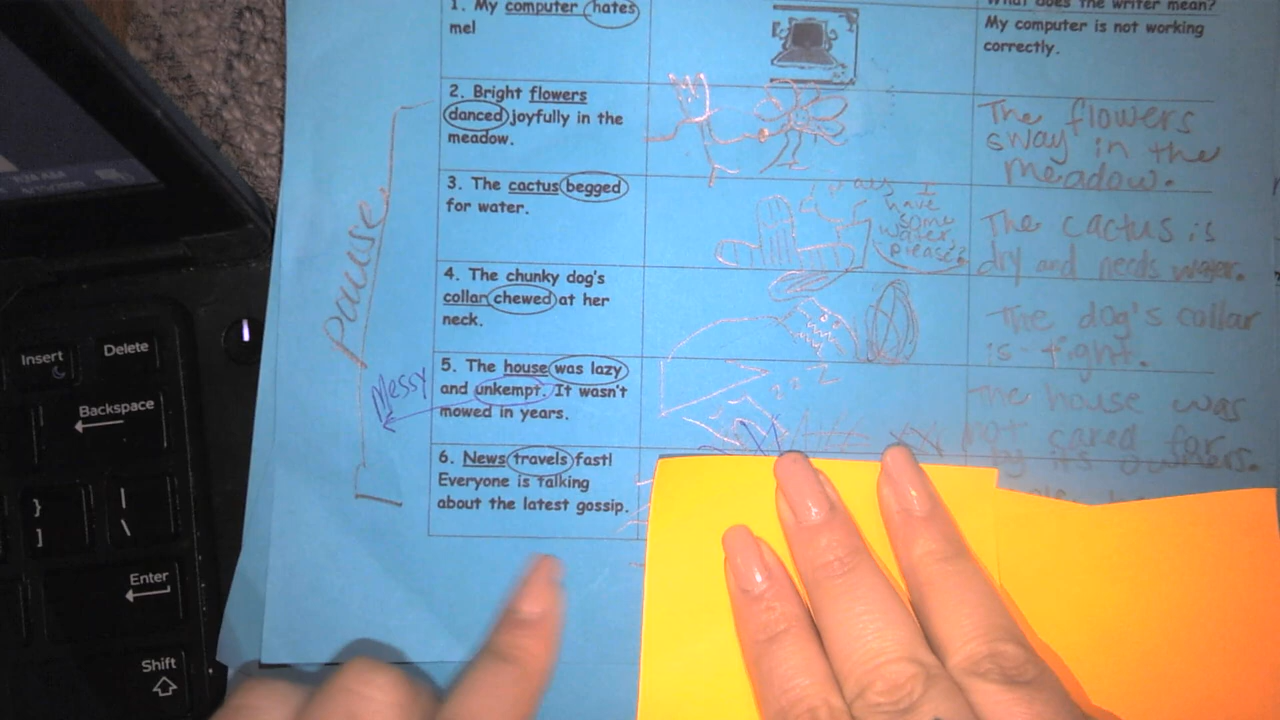 What does the writer mean?
1. My computer hates
me!
My computer is not working
correctly.
2. Bright flowers
danced joyfully in the
meadow.
The flowers
sway in the
meadow.
3. The cactus begged
for water.
I
have
some
water
please?
The cactus is
dry and needs water.
4. The chunky dog's
collar chewed at her
neck.
The dog's collar
is tight.
5. The house was lazy
and unkempt. It wasn't
mowed in years.
zzz
The house was
not cared for
by it's owners.
6. News travels fast!
Everyone is talking
about the latest gossip.
pause
Messy
Insert
Delete
Backspace
}
]
|
\
Enter
Shift